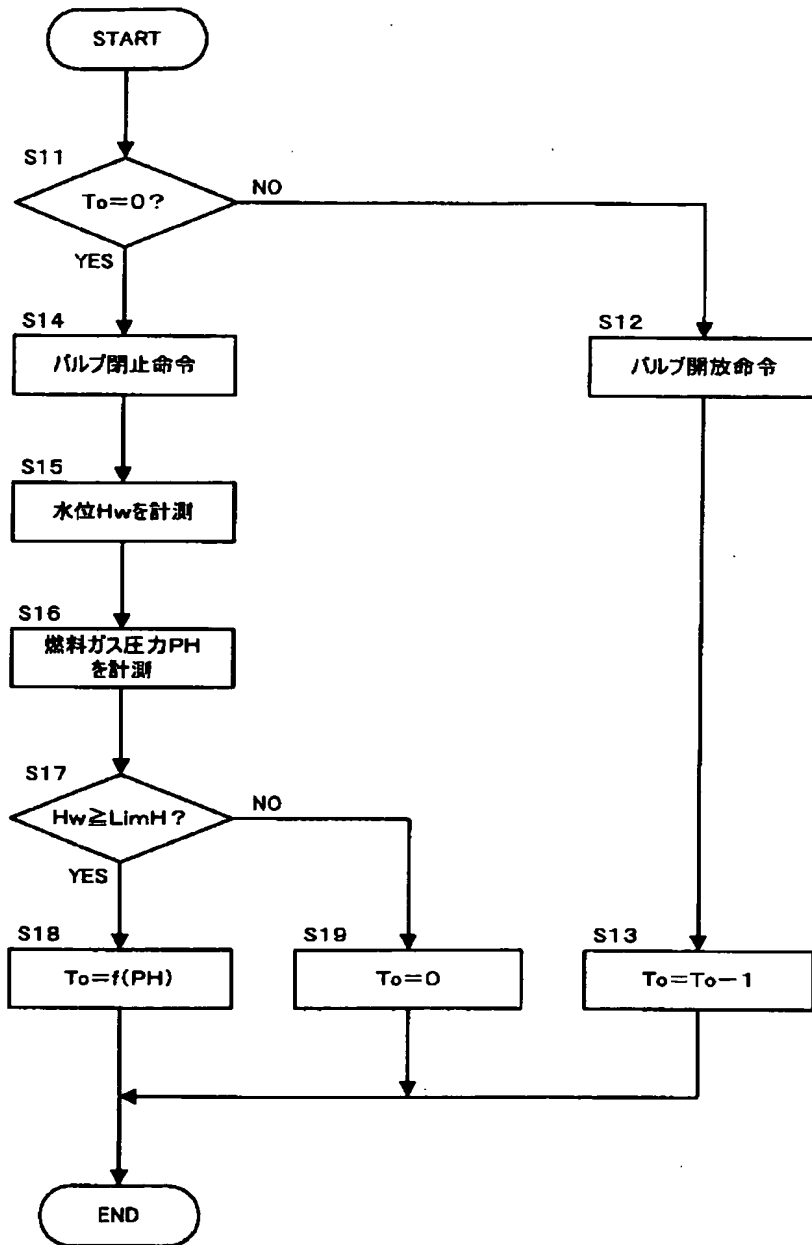 START
S11
To=0?
NO
YES
S14
バルブ閉止命令
S12
バルブ開放命令
S15
水位Hwを計測
S16
燃料ガス圧力PH
を計測
S17
Hw≧LimH?
NO
YES
S18
To=f(PH)
S19
To=0
S13
To=To-1
END